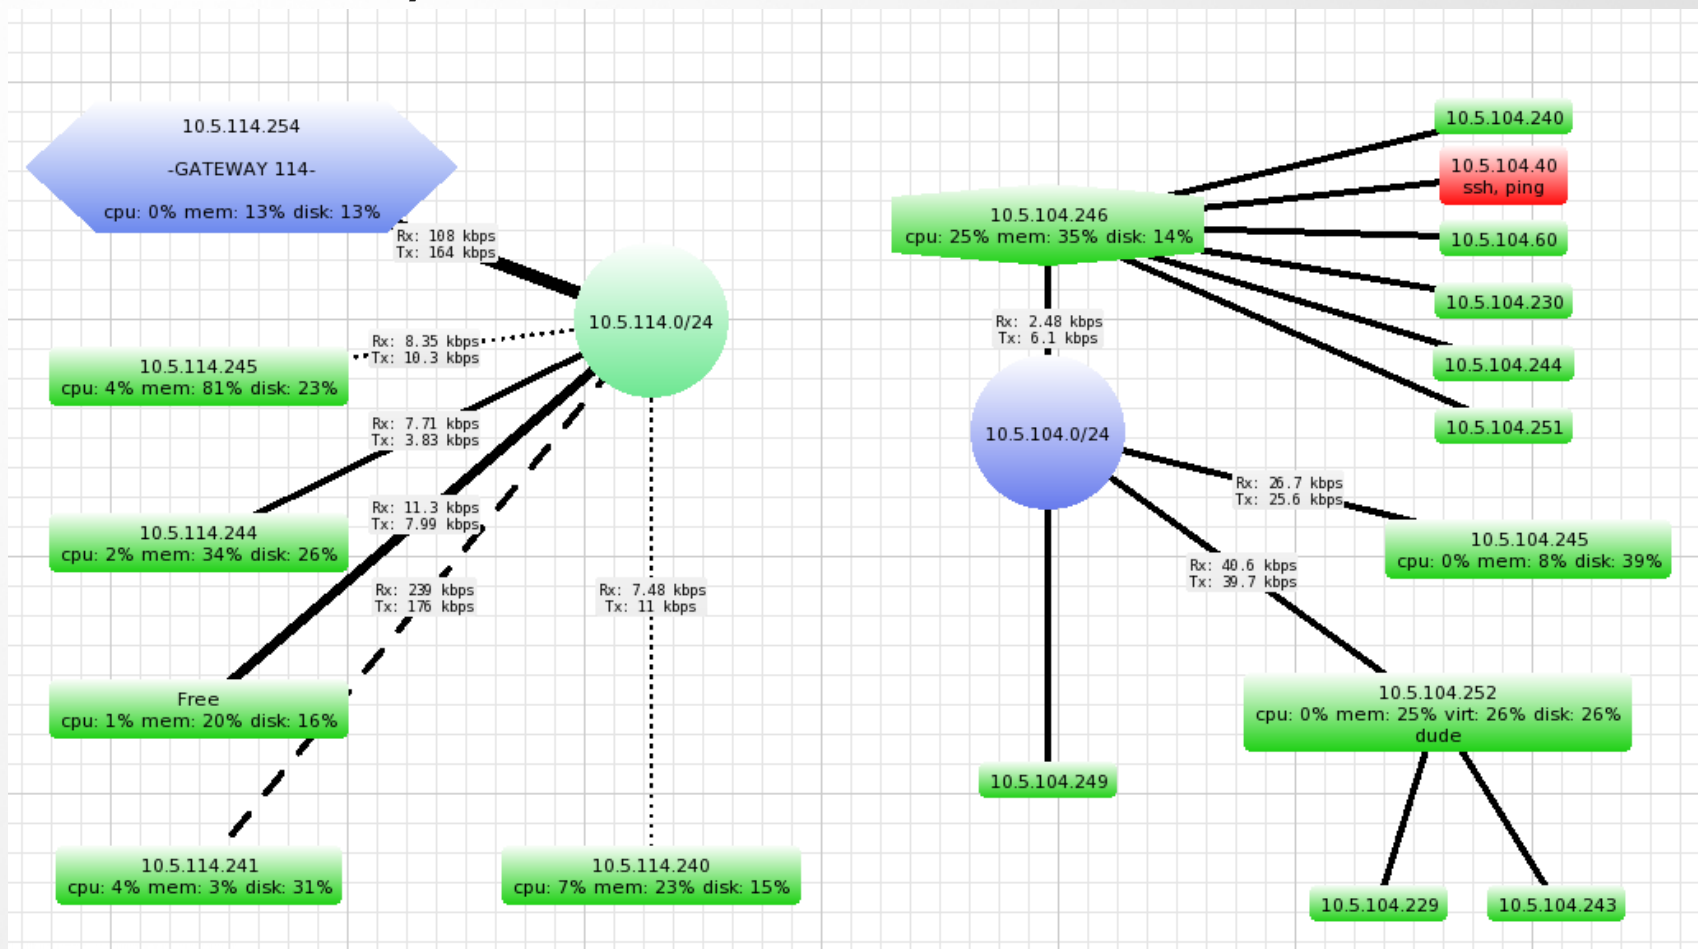 10.5.114.254
-GATEWAY 114-
cpu: 0% mem: 13% disk: 13%
Rx: 108 kbps
Tx: 164 kbps
10.5.114.0/24
Rx: 8.35 kbps
Tx: 10.3 kbps
10.5.114.245
cpu: 4% mem: 81% disk: 23%
Rx: 7.71 kbps
Tx: 3.83 kbps
10.5.114.244
cpu: 2% mem: 34% disk: 26%
Rx: 11.3 kbps
Tx: 7.99 kbps
Rx: 239 kbps
Tx: 176 kbps
Rx: 7.48 kbps
Tx: 11 kbps
Free
cpu: 1% mem: 20% disk: 16%
10.5.114.241
cpu: 4% mem: 3% disk: 31%
10.5.114.240
cpu: 7% mem: 23% disk: 15%
10.5.104.246
cpu: 25% mem: 35% disk: 14%
10.5.104.240
10.5.104.40
ssh, ping
10.5.104.60
10.5.104.230
10.5.104.244
10.5.104.251
Rx: 2.48 kbps
Tx: 6.1 kbps
10.5.104.0/24
Rx: 26.7 kbps
Tx: 25.6 kbps
10.5.104.245
cpu: 0% mem: 8% disk: 39%
Rx: 40.6 kbps
Tx: 39.7 kbps
10.5.104.252
cpu: 0% mem: 25% virt: 26% disk: 26%
dude
10.5.104.249
10.5.104.229
10.5.104.243